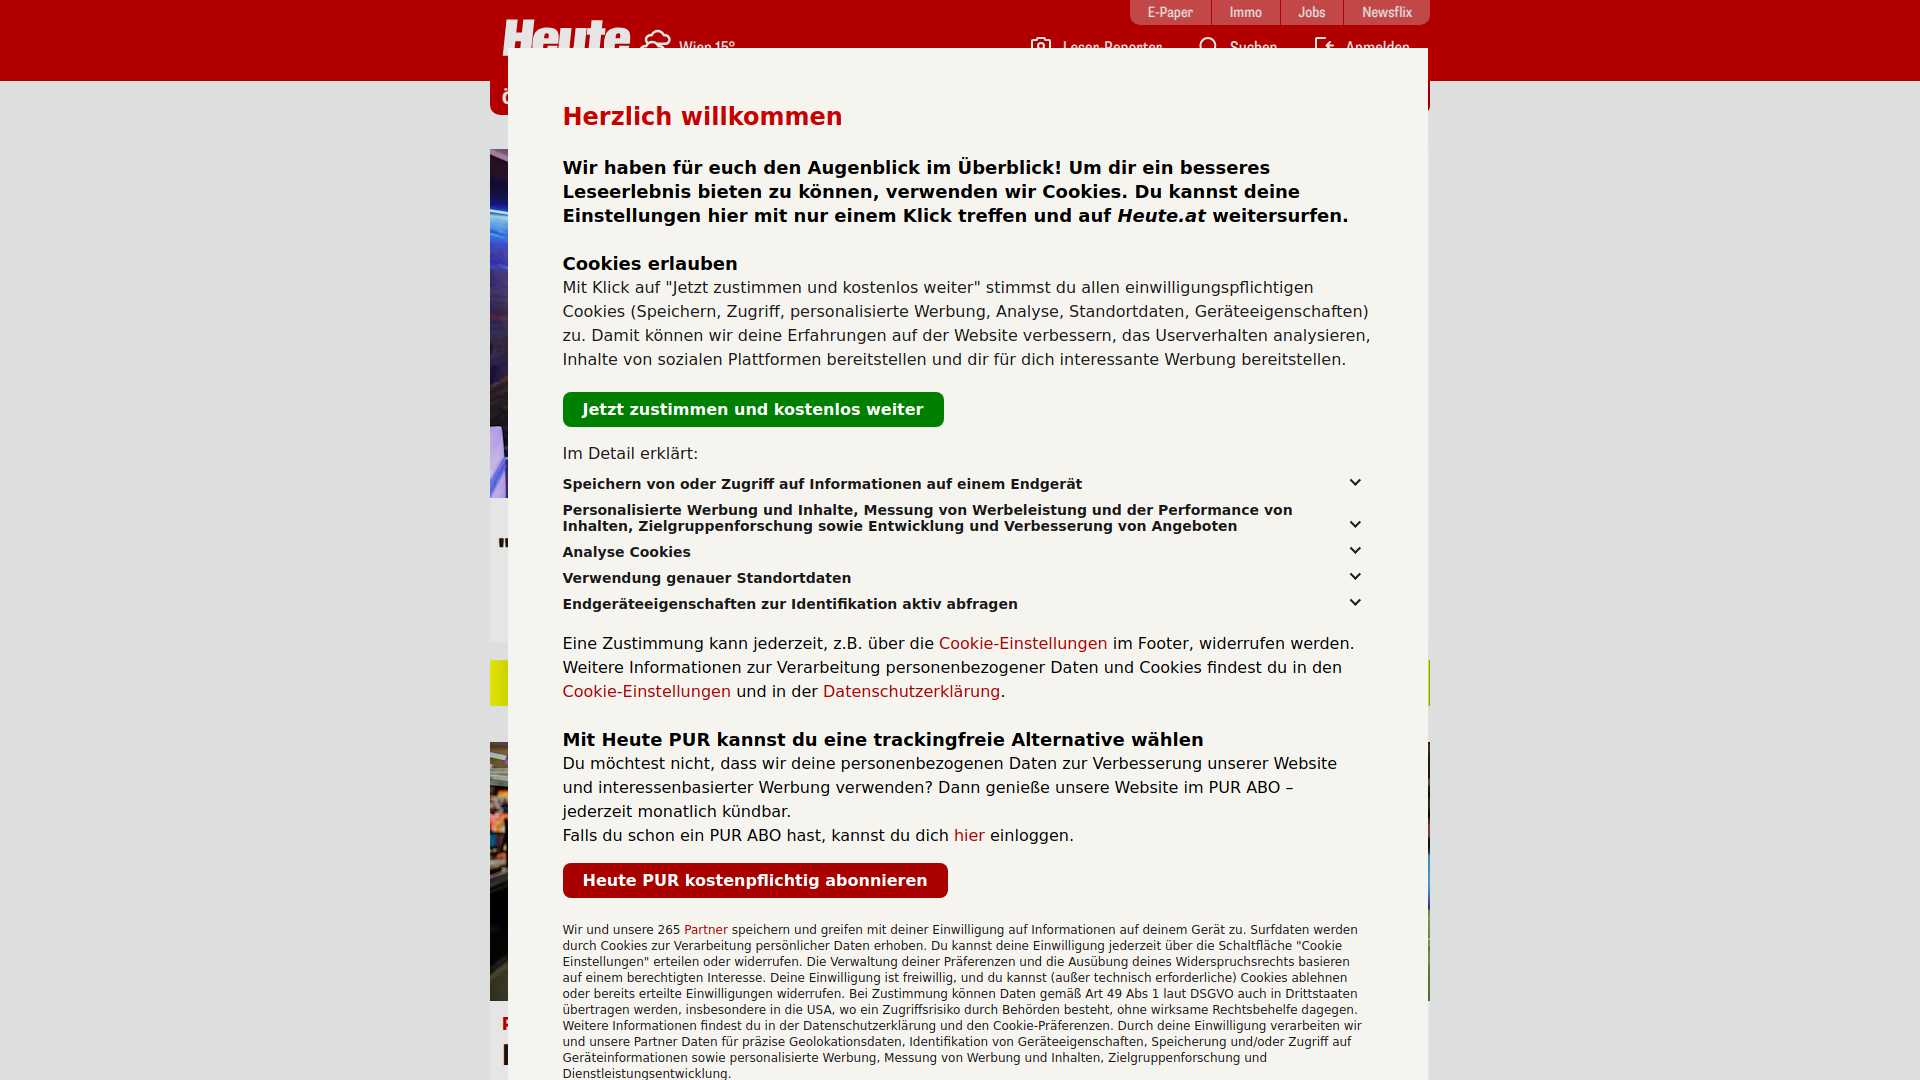 E-Paper
Immo
Jobs
Newsflix
Heute
Wien 15°
Leser-Reporter
Suchen
Anmelden
Herzlich willkommen
Wir haben für euch den Augenblick im Überblick! Um dir ein besseres
Leseerlebnis bieten zu können, verwenden wir Cookies. Du kannst deine
Einstellungen hier mit nur einem Klick treffen und auf Heute.at weitersurfen.
Cookies erlauben
Mit Klick auf "Jetzt zustimmen und kostenlos weiter" stimmst du allen einwilligungspflichtigen
Cookies (Speichern, Zugriff, personalisierte Werbung, Analyse, Standortdaten, Geräteeigenschaften)
zu. Damit können wir deine Erfahrungen auf der Website verbessern, das Userverhalten analysieren,
Inhalte von sozialen Plattformen bereitstellen und dir für dich interessante Werbung bereitstellen.
Jetzt zustimmen und kostenlos weiter
Im Detail erklärt:
Speichern von oder Zugriff auf Informationen auf einem Endgerät
Personalisierte Werbung und Inhalte, Messung von Werbeleistung und der Performance von
Inhalten, Zielgruppenforschung sowie Entwicklung und Verbesserung von Angeboten
Analyse Cookies
Verwendung genauer Standortdaten
Endgeräteeigenschaften zur Identifikation aktiv abfragen
Eine Zustimmung kann jederzeit, z.B. über die Cookie-Einstellungen im Footer, widerrufen werden.
Weitere Informationen zur Verarbeitung personenbezogener Daten und Cookies findest du in den
Cookie-Einstellungen und in der Datenschutzerklärung.
Mit Heute PUR kannst du eine trackingfreie Alternative wählen
Du möchtest nicht, dass wir deine personenbezogenen Daten zur Verbesserung unserer Website
und interessenbasierter Werbung verwenden? Dann genieße unsere Website im PUR ABO –
jederzeit monatlich kündbar.
Falls du schon ein PUR ABO hast, kannst du dich hier einloggen.
Heute PUR kostenpflichtig abonnieren
Wir und unsere 265 Partner speichern und greifen mit deiner Einwilligung auf Informationen auf deinem Gerät zu. Surfdaten werden
durch Cookies zur Verarbeitung persönlicher Daten erhoben. Du kannst deine Einwilligung jederzeit über die Schaltfläche "Cookie
Einstellungen" erteilen oder widerrufen. Die Verwaltung deiner Präferenzen und die Ausübung deines Widerspruchsrechts basieren
auf einem berechtigten Interesse. Deine Einwilligung ist freiwillig, und du kannst (außer technisch erforderliche) Cookies ablehnen
oder bereits erteilte Einwilligungen widerrufen. Bei Zustimmung können Daten gemäß Art 49 Abs 1 laut DSGVO auch in Drittstaaten
übertragen werden, insbesondere in die USA, wo ein Zugriffsrisiko durch Behörden besteht, ohne wirksame Rechtsbehelfe dagegen.
Weitere Informationen findest du in der Datenschutzerklärung und den Cookie-Präferenzen. Durch deine Einwilligung verarbeiten wir
und unsere Partner Daten für präzise Geolokationsdaten, Identifikation von Geräteeigenschaften, Speicherung und/oder Zugriff auf
Geräteinformationen sowie personalisierte Werbung, Messung von Werbung und Inhalten, Zielgruppenforschung und
Dienstleistungsentwicklung.